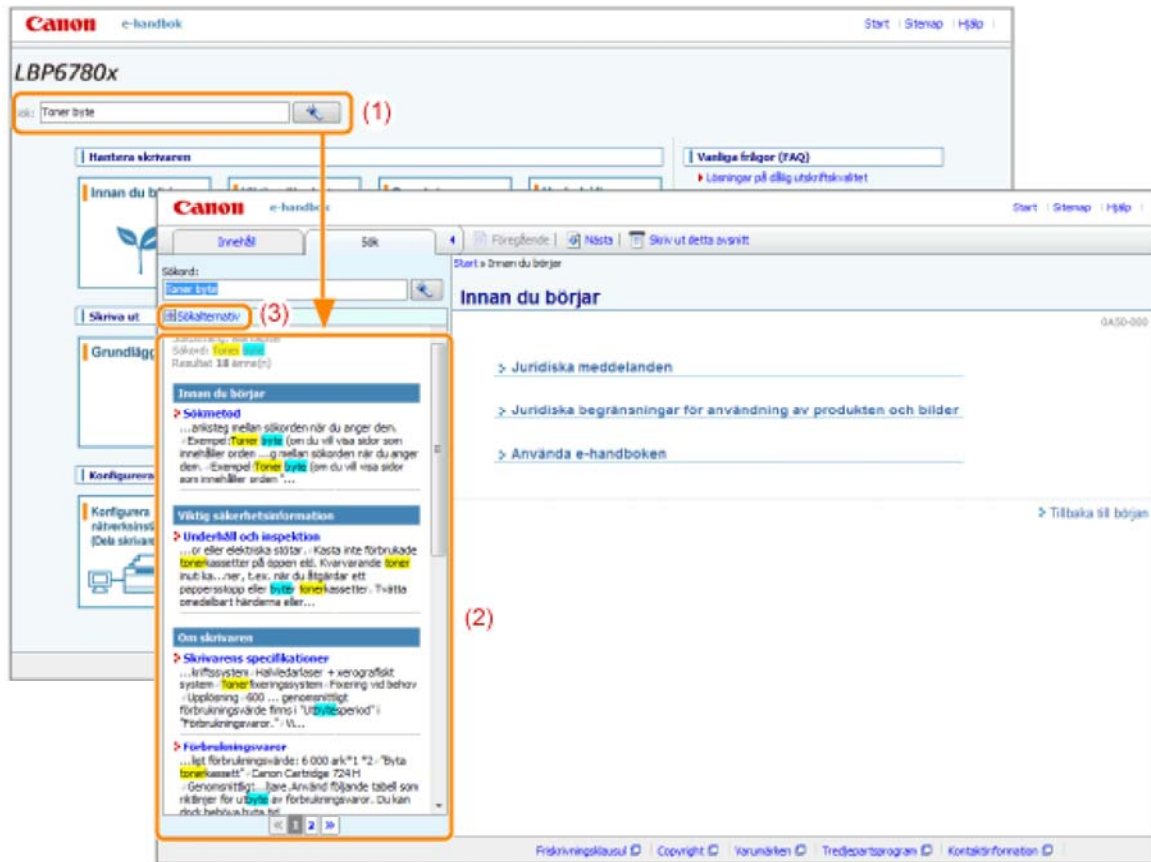 Canon e-handbok Start Sitemap Hjälp
LBP6780x
Sök: Toner byte (1)
Hantera skrivaren Vanliga frågor (FAQ)
Lösningar på dålig utskriftskvalitet
Innan du
Skriva ut
Konfigurera
Konfigurera
(Dela
Canon e-handbok Start Sitemap Hjälp
Innehåll Sök Föregående Nästa Skriv ut detta avsnitt
Sökord:
Toner byte
Sökalternativ (3)
Sökord: Toner byte
Resultat 18 ämne(n)
Innan du börjar
Sökmetod
...anksteg mellan sökorden när du anger dem.
- Exempel:Toner byte (om du vill visa sidor som
innehåller orden ...g mellan sökorden när du anger
dem. - Exempel:Toner byte (om du vill visa sidor
som innehåller orden "...
Viktig säkerhetsinformation
Underhåll och inspektion
...or eller elektriska stötar. - Kasta inte förbrukade
tonerkassetter på öppen eld. Kvarvarande toner
inuti ka...ner, t.ex. när du åtgärdar ett
pappersstopp eller byter tonerkassetter. Tvätta
omedelbart händerna eller...
Om skrivaren
Skrivarens specifikationer
...kriftssystem - Halvledarlaser + xerografiskt
system - Tonerfixeringssystem - Fixering vid behov
- Upplösning - 600 ... genomsnittligt
förbrukningsvärde finns i "Utbytesperiod" i
"Förbrukningsvaror." - Vi...
Förbrukningsvaror
...ligt förbrukningsvärde: 6 000 ark*1 *2 - "Byta
tonerkassett" - Canon Cartridge 724 H
- Genomsnittligt...ltare. Använd följande tabell som
riktlinjer för utbyte av förbrukningsvaror. Du kan
dock behöva byta
« 1 2 »
(2)
Start » Innan du börjar
Innan du börjar
0A5D-000
Juridiska meddelanden
Juridiska begränsningar för användning av produkten och bilder
Använda e-handboken
Tillbaka till början
Friskrivningsklausul Copyright Varumärken Tredjepartsprogram Kontaktinformation